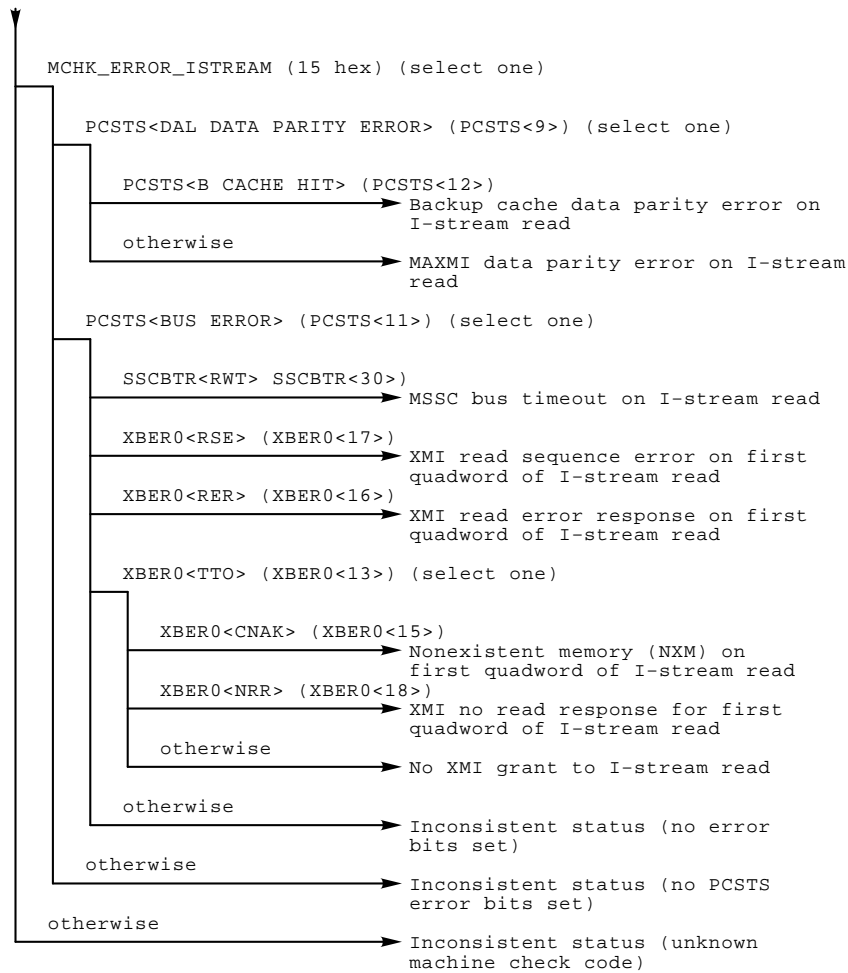 MCHK_ERROR_ISTREAM (15 hex) (select one)
PCSTS<DAL DATA PARITY ERROR> (PCSTS<9>) (select one)
PCSTS<B CACHE HIT> (PCSTS<12>)
Backup cache data parity error on
I-stream read
otherwise
MAXMI data parity error on I-stream
read
PCSTS<BUS ERROR> (PCSTS<11>) (select one)
SSCBTR<RWT> SSCBTR<30>)
MSSC bus timeout on I-stream read
XBER0<RSE> (XBER0<17>)
XMI read sequence error on first
quadword of I-stream read
XBER0<RER> (XBER0<16>)
XMI read error response on first
quadword of I-stream read
XBER0<TTO> (XBER0<13>) (select one)
XBER0<CNAK> (XBER0<15>)
Nonexistent memory (NXM) on
first quadword of I-stream read
XBER0<NRR> (XBER0<18>)
XMI no read response for first
quadword of I-stream read
otherwise
No XMI grant to I-stream read
otherwise
Inconsistent status (no error
bits set)
otherwise
Inconsistent status (no PCSTS
error bits set)
otherwise
Inconsistent status (unknown
machine check code)